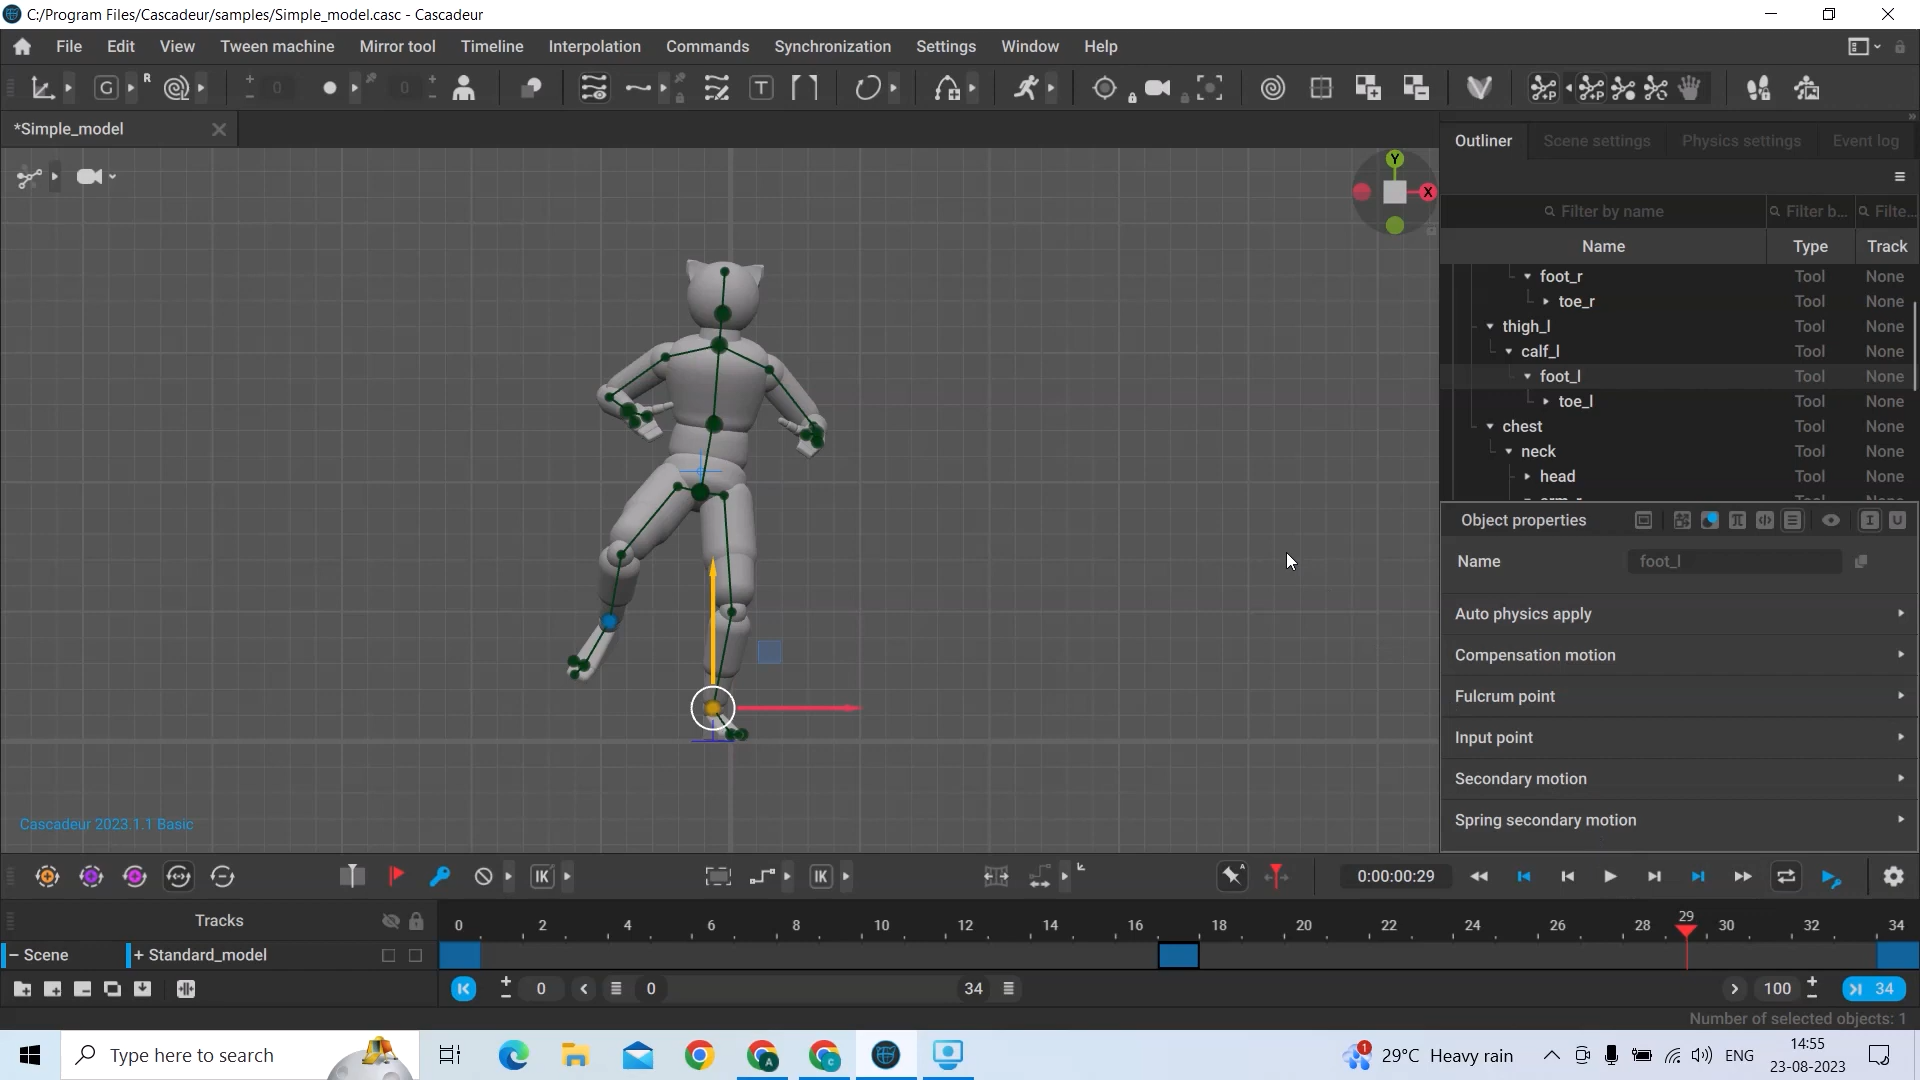 C:/Program Files/Cascadeur/samples/Simple_model.casc - Cascadeur
File Edit View Tween machine Mirror tool Timeline Interpolation Commands Synchronization Settings Window Help
G R 0 0 T P P
*Simple_model
Outliner Scene settings Physics settings Event log
Y
X
Filter by name Filter b... Filte...
Name Type Track
foot_r Tool None
toe_r Tool None
thigh_l Tool None
calf_l Tool None
foot_l Tool None
toe_l Tool None
chest Tool None
neck Tool None
head Tool None
Object properties I U
Name foot_l
Auto physics apply
Compensation motion
Fulcrum point
Input point
Secondary motion
Spring secondary motion
Cascadeur 2023.1.1 Basic
IK IK A 0:00:00:29
Tracks 0 2 4 6 8 10 12 14 16 18 20 22 24 26 28 29 30 32 34
− Scene + Standard_model
0 0 34 100 34
Number of selected objects: 1
Type here to search
A C 1 29°C Heavy rain ENG 14:55
23-08-2023